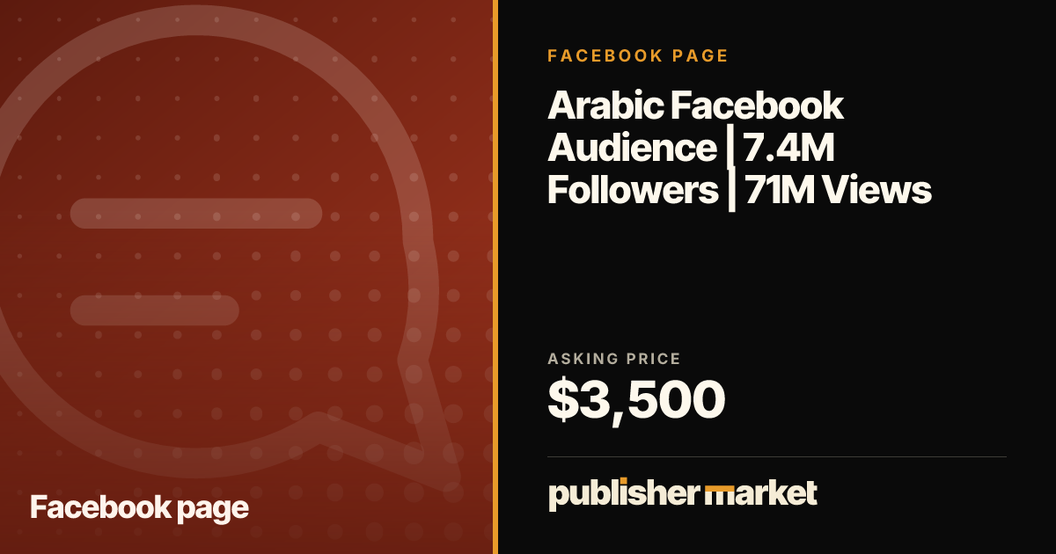 Facebook page
FACEBOOK PAGE
Arabic Facebook
Audience | 7.4M
Followers | 71M Views
ASKING PRICE
$3,500
publisher market